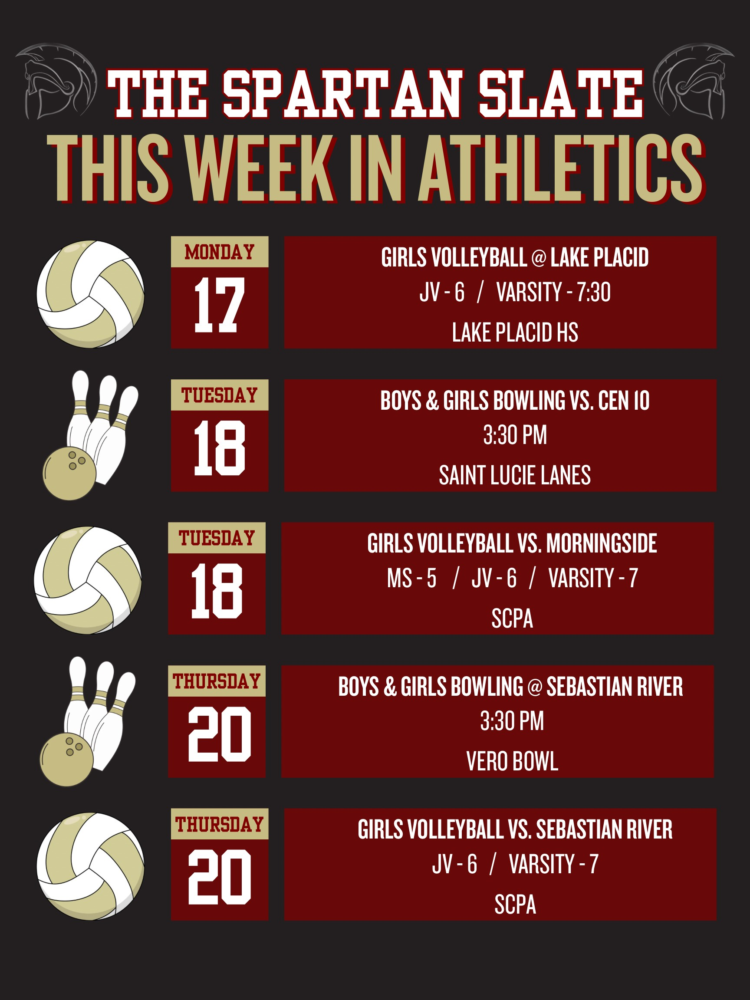 THE SPARTAN SLATE
THIS WEEK IN ATHLETICS
MONDAY
17
GIRLS VOLLEYBALL @ LAKE PLACID
JV - 6 / VARSITY - 7:30
LAKE PLACID HS
TUESDAY
18
BOYS & GIRLS BOWLING VS. CEN 10
3:30 PM
SAINT LUCIE LANES
TUESDAY
18
GIRLS VOLLEYBALL VS. MORNINGSIDE
MS - 5 / JV - 6 / VARSITY - 7
SCPA
THURSDAY
20
BOYS & GIRLS BOWLING @ SEBASTIAN RIVER
3:30 PM
VERO BOWL
THURSDAY
20
GIRLS VOLLEYBALL VS. SEBASTIAN RIVER
JV - 6 / VARSITY - 7
SCPA